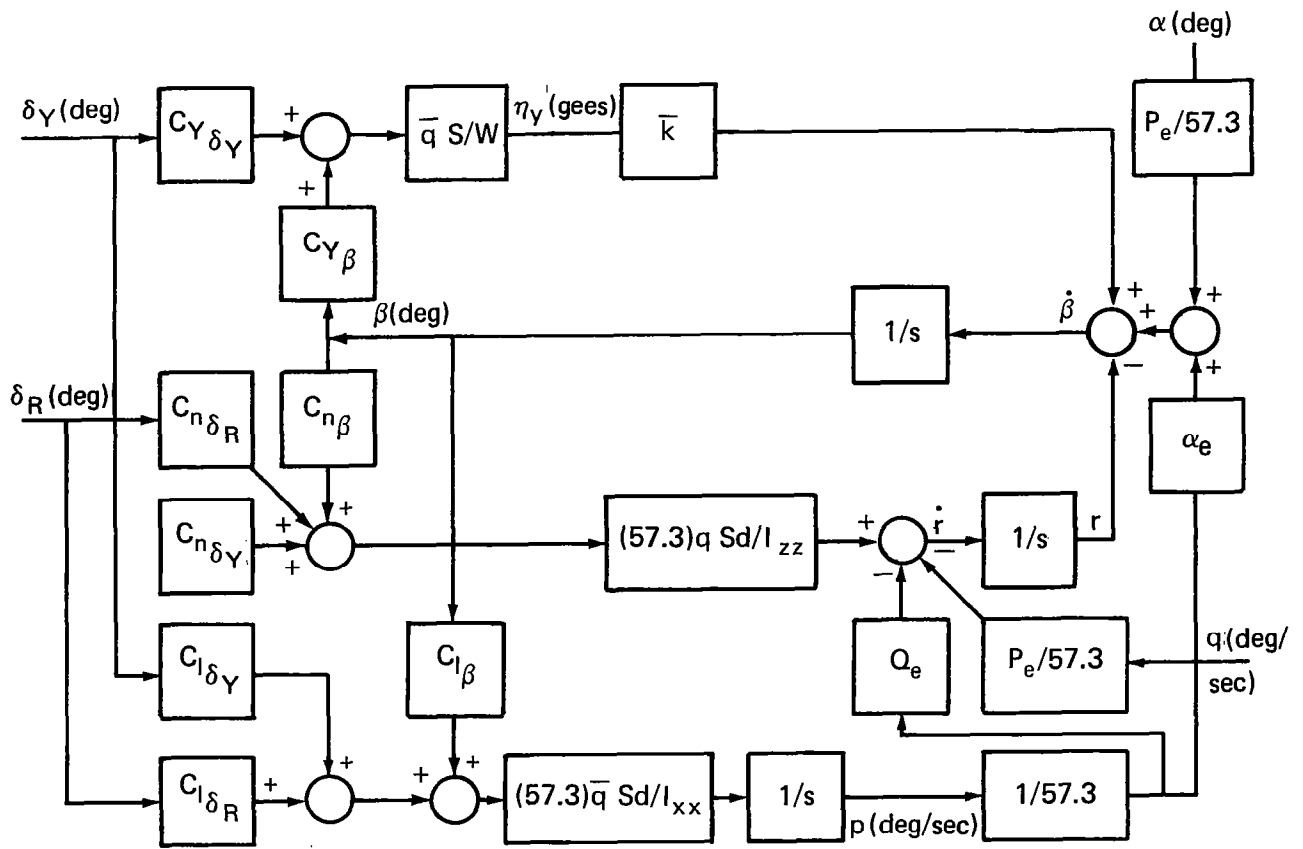 α(deg)
δY(deg)
CYδY
+
q̄ S/W
ηy'(gees)
k̄
Pe/57.3
+
CYβ
β(deg)
1/s
β̇
+
+
+
−
+
δR(deg)
CnδR
Cnβ
αe
CnδY
+
+
+
(57.3)q Sd/Izz
+
ṙ
−
−
1/s
r
ClδY
Clβ
Qe
Pe/57.3
q(deg/
sec)
ClδR
+
+
+
+
(57.3)q̄ Sd/Ixx
1/s
p(deg/sec)
1/57.3